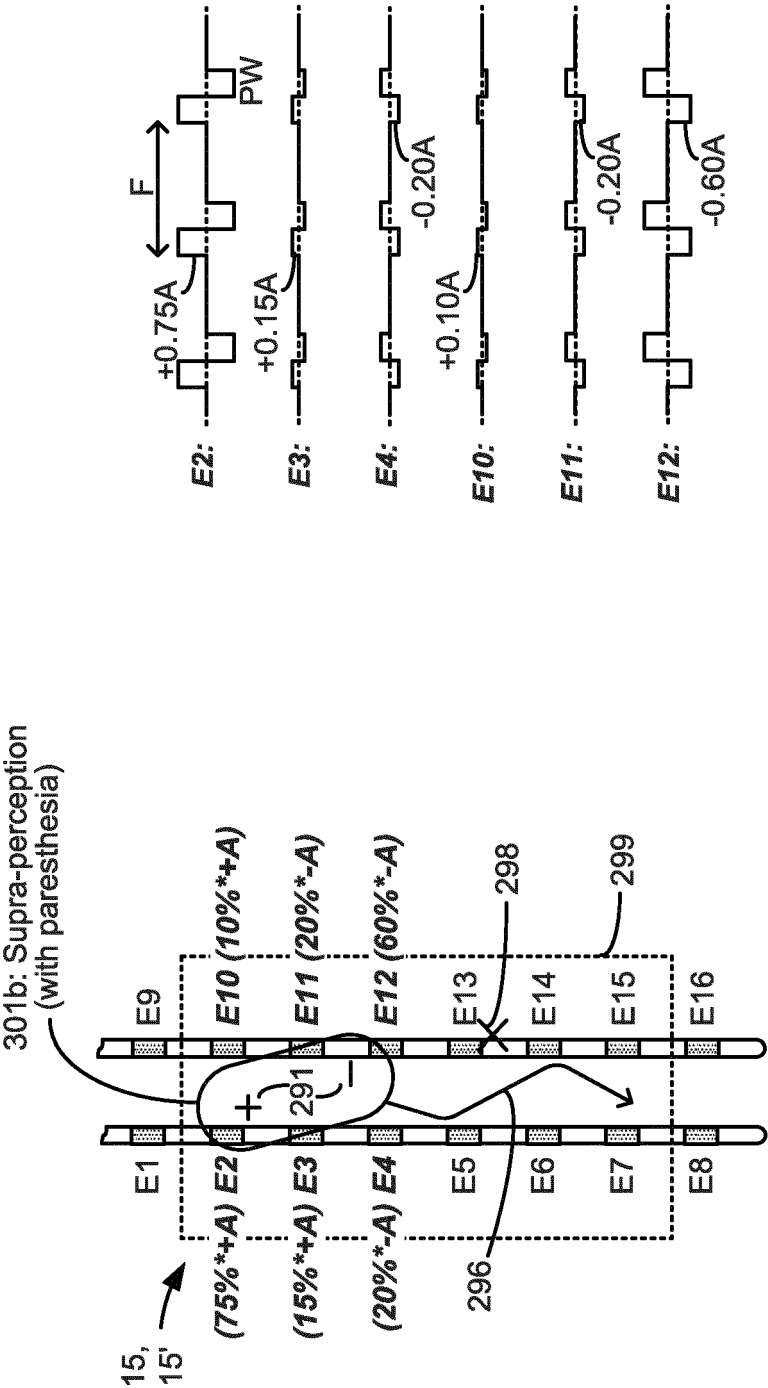 301b: Supra-perception
(with paresthesia)
15,
15'
E1
E9
(75%*+A) E2
E10 (10%*+A)
+
291
(15%*+A) E3
E11 (20%*-A)
−
(20%*-A) E4
E12 (60%*-A)
E5
E13
298
296
E6
E14
E7
E15
299
E8
E16
E2:
+0.75A
F
PW
E3:
+0.15A
E4:
-0.20A
E10:
+0.10A
E11:
-0.20A
E12:
-0.60A